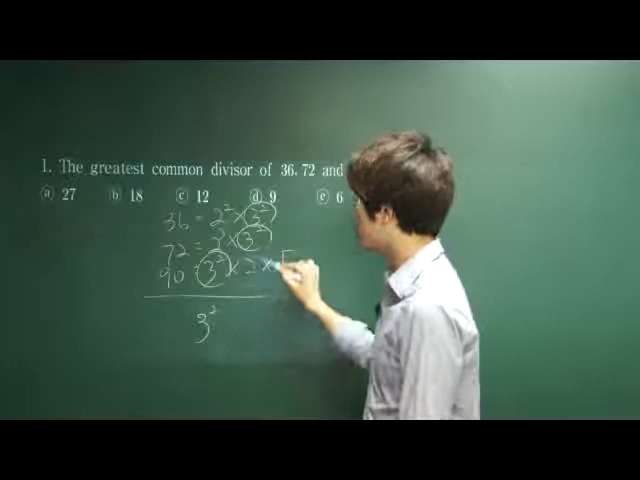 1. The greatest common divisor of 36. 72 and
ⓐ 27 ⓑ 18 ⓒ 12 ⓓ 9 ⓔ 6
36 = 2² × 3²
72 = 2 × 3²
90 = 3² × 2 × 5
3²